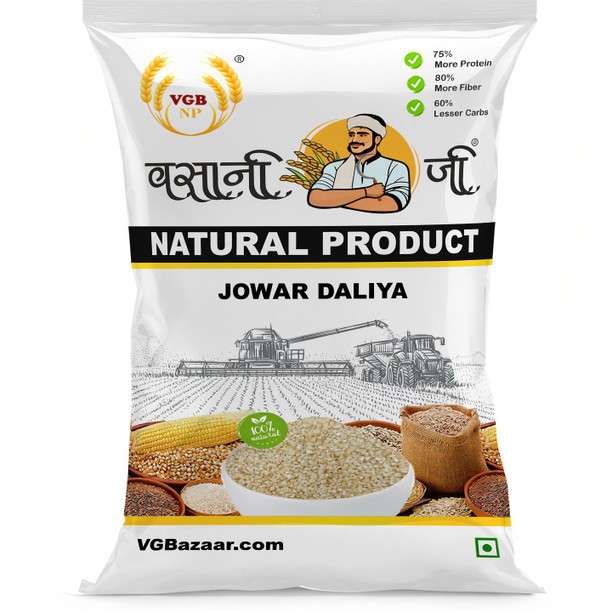 VGB
NP
®
75%
More Protein
80%
More Fiber
60%
Lesser Carbs
वसानी जी
NATURAL PRODUCT
JOWAR DALIYA
100%
natural
VGBazaar.com